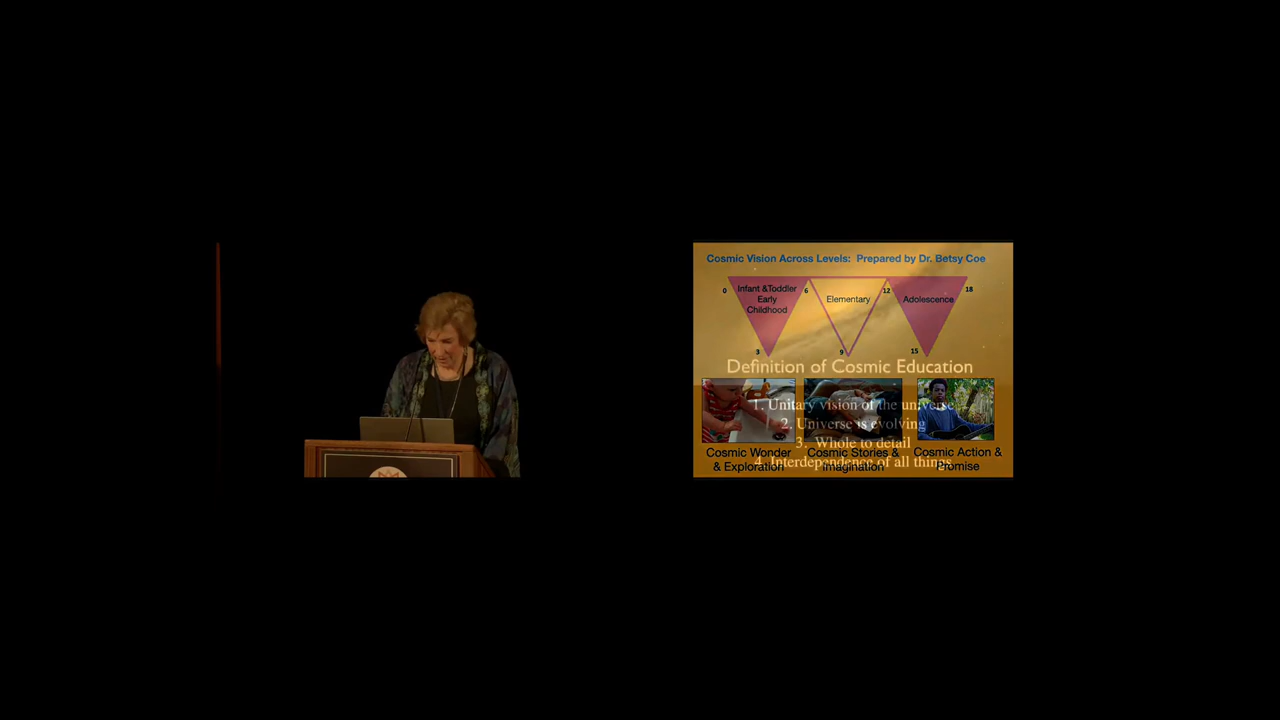 Cosmic Vision Across Levels: Prepared by Dr. Betsy Coe
0 6 12 18
Infant &Toddler
Early
Childhood
Elementary
Adolescence
3 9 15
Definition of Cosmic Education
1. Unitary vision of the universe
2. Universe is evolving
3. Whole to detail
4. Interdependence of all things
Cosmic Wonder
& Exploration
Cosmic Stories &
Imagination
Cosmic Action &
Promise